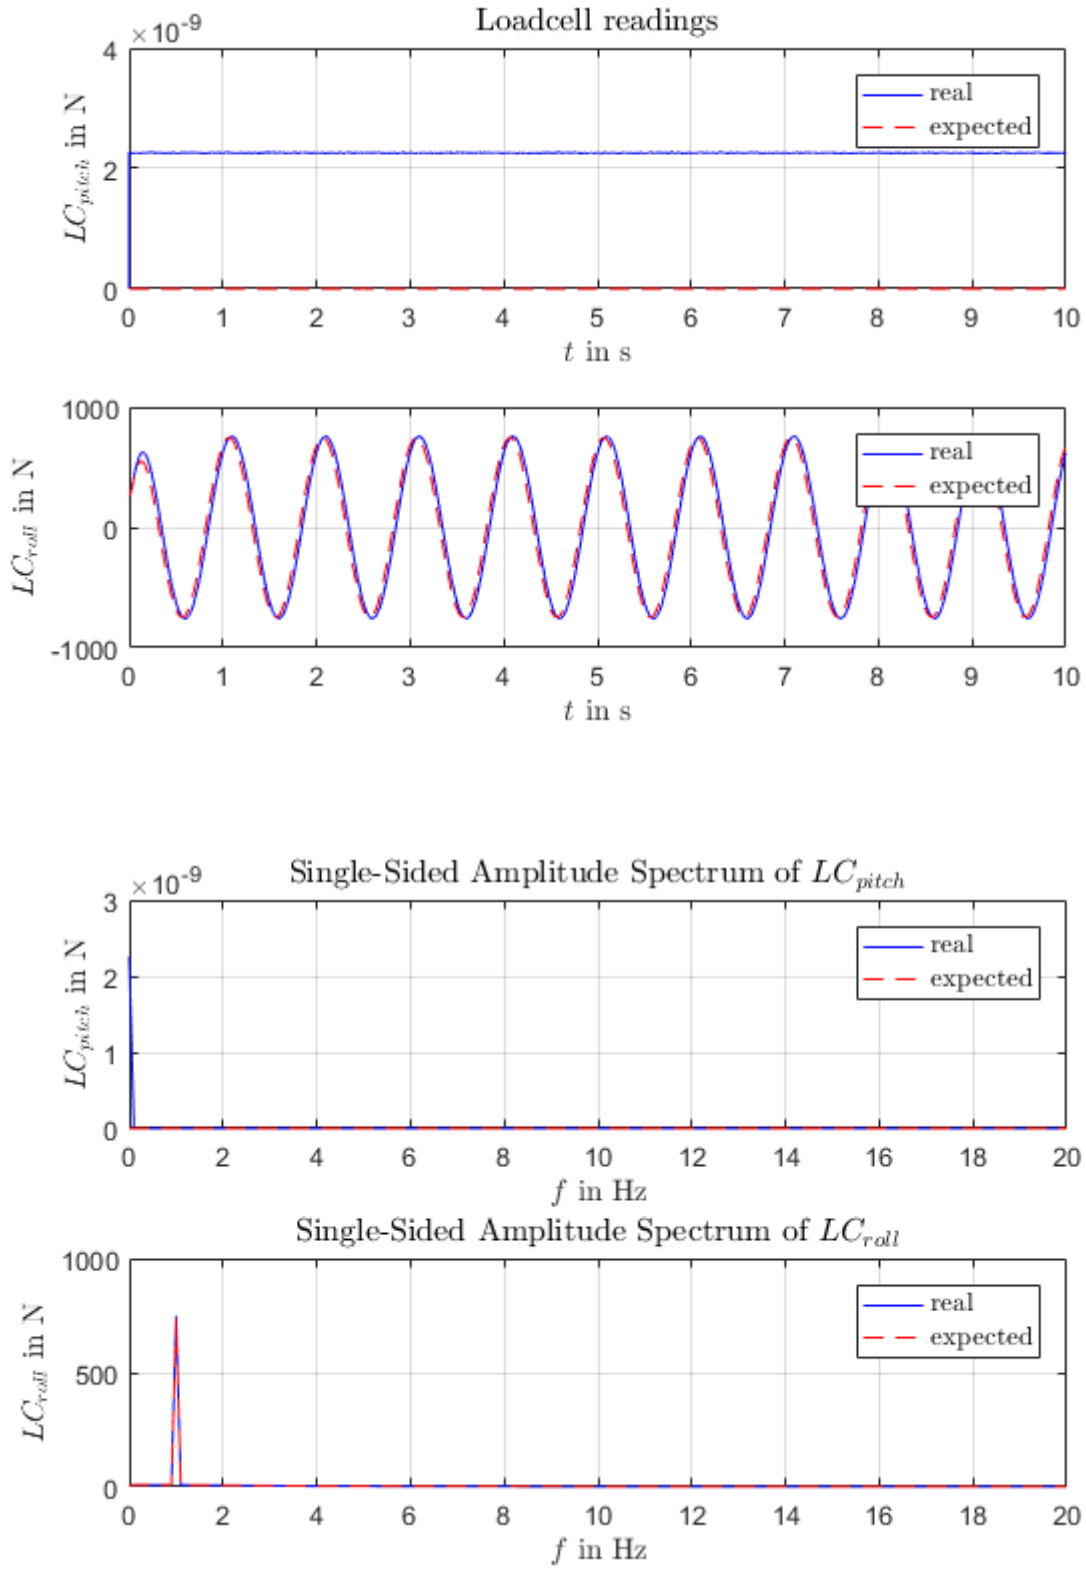 Loadcell readings
×10-9
4
2
0
LC_pitch in N
real
expected
0 1 2 3 4 5 6 7 8 9 10
t in s
1000
0
-1000
LC_roll in N
real
expected
0 1 2 3 4 5 6 7 8 9 10
t in s
Single-Sided Amplitude Spectrum of LC_pitch
×10-9
3
2
1
0
LC_pitch in N
real
expected
0 2 4 6 8 10 12 14 16 18 20
f in Hz
Single-Sided Amplitude Spectrum of LC_roll
1000
500
0
LC_roll in N
real
expected
0 2 4 6 8 10 12 14 16 18 20
f in Hz